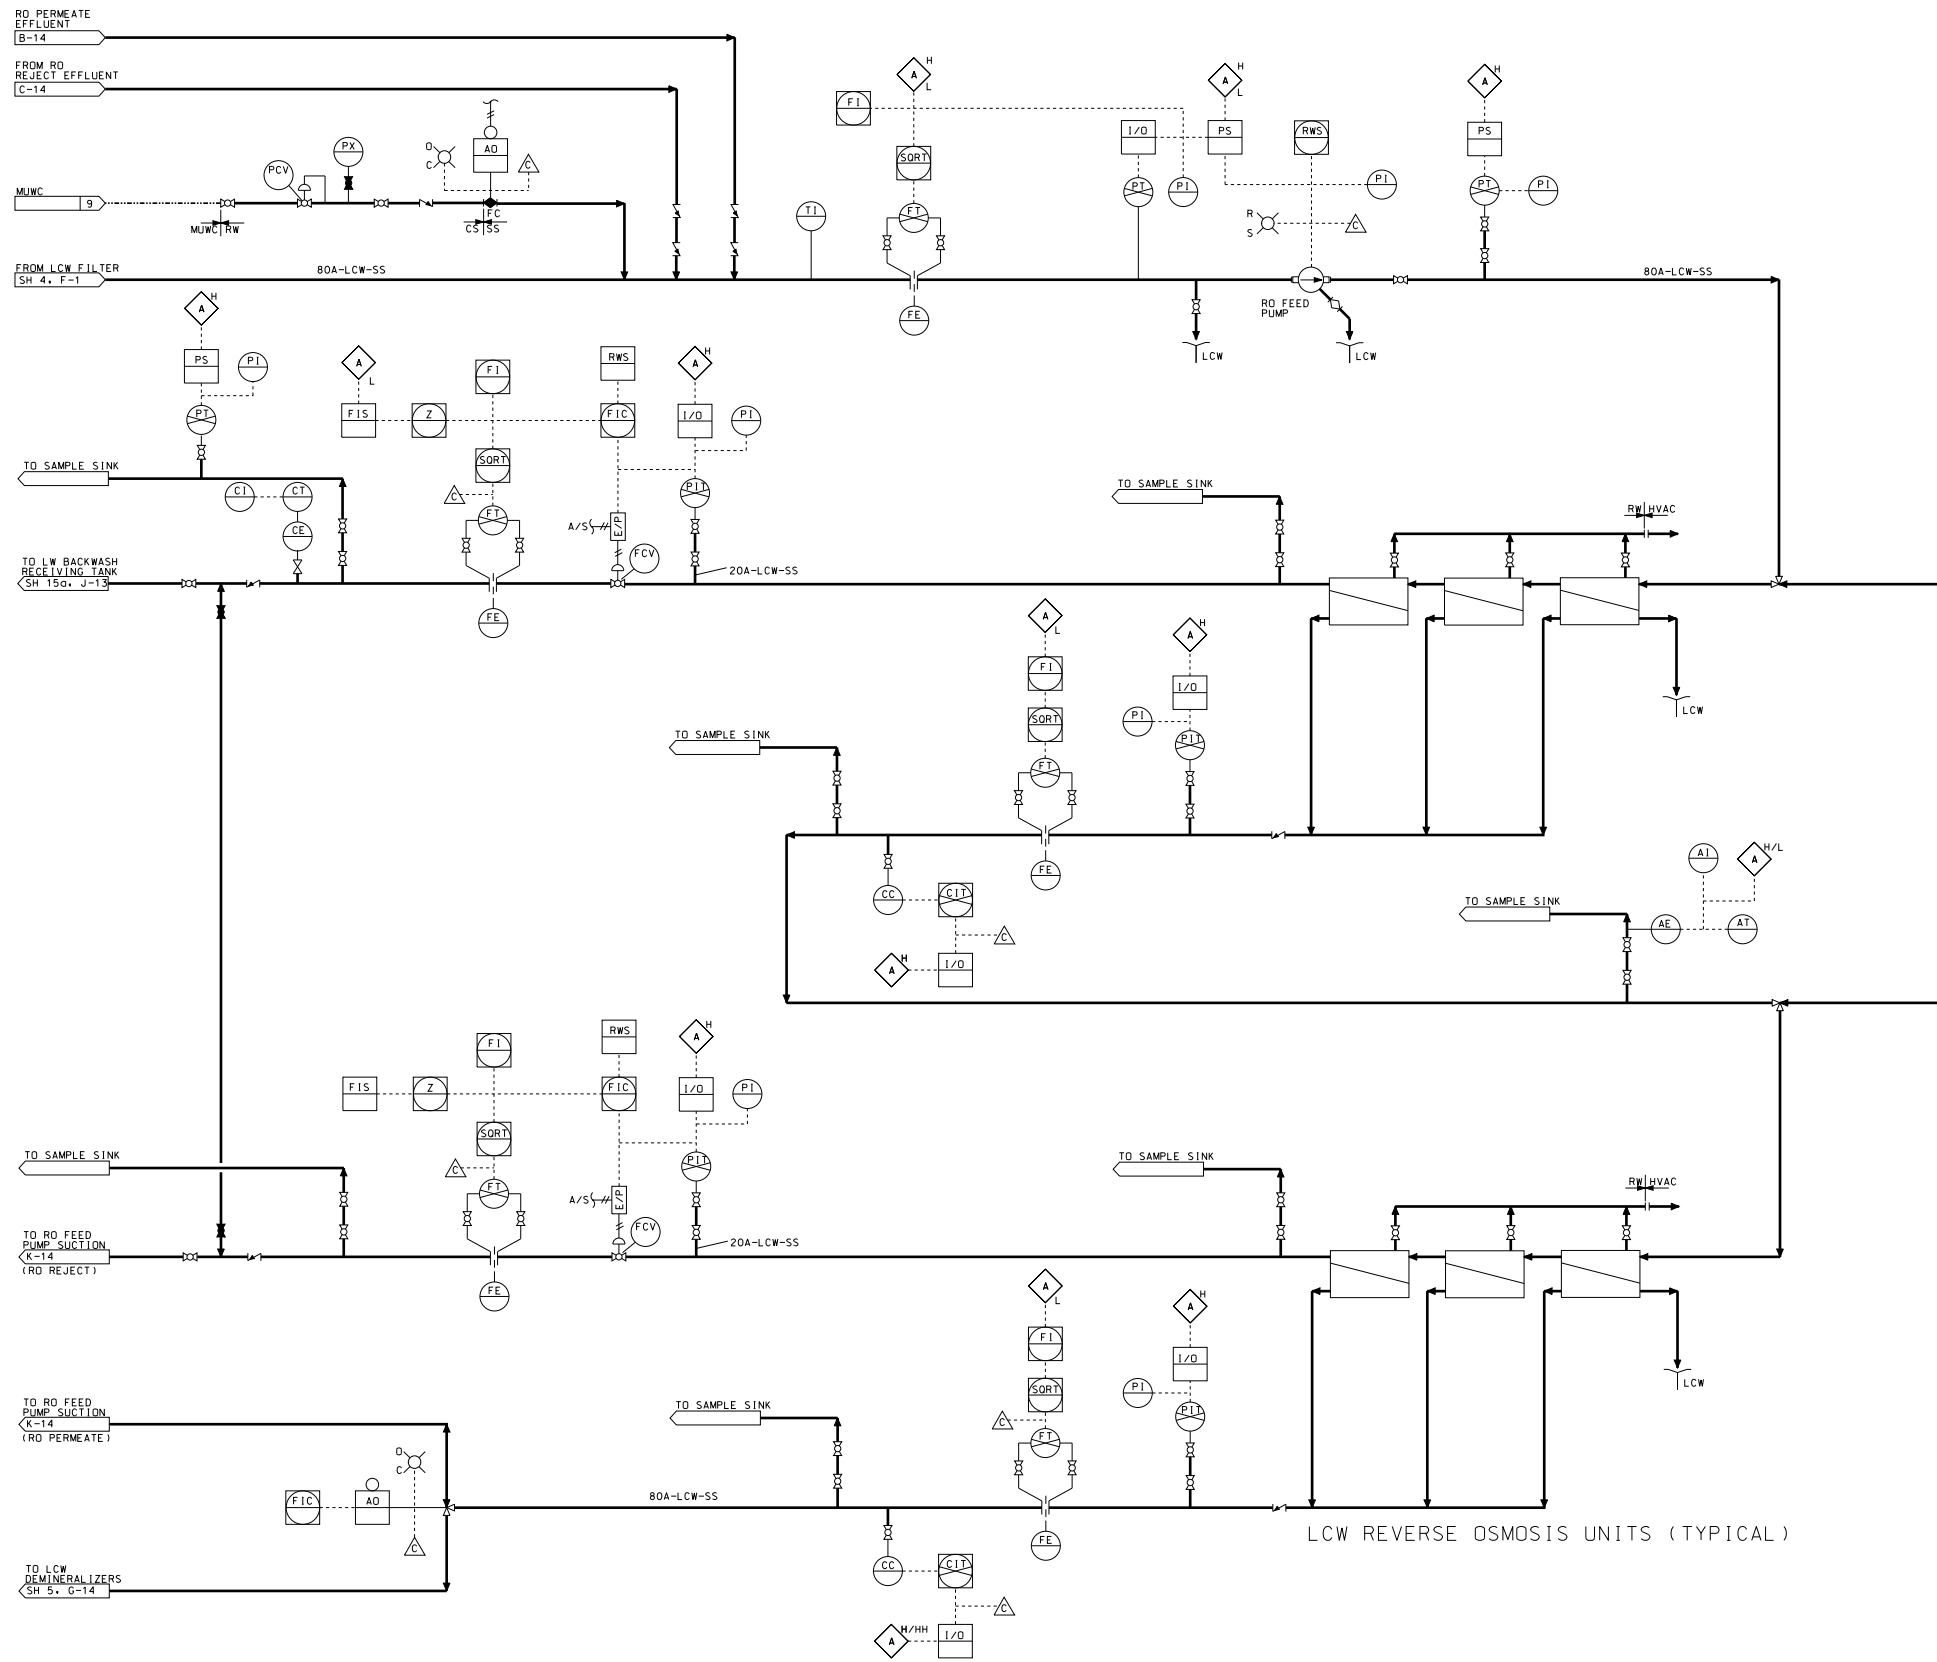 RO PERMEATE
EFFLUENT
B-14
FROM RO
REJECT EFFLUENT
C-14
H
A
L
H
A
L
H
A
FI
I/O
PS
RWS
PS
PX
O
C
AO
C
PCV
SQRT
PT
PI
PI
PT
PI
MUWC
9
MUWC RW
FC
CS SS
TI
FT
R
S
C
FROM LCW FILTER
SH 4, F-1
80A-LCW-SS
80A-LCW-SS
RO FEED
PUMP
FE
LCW
LCW
H
A
PS
PI
A
L
FI
RWS
H
A
PT
FIS
Z
FIC
I/O
PI
TO SAMPLE SINK
SQRT
C
PIT
TO SAMPLE SINK
CI
CT
CE
FT
A/S
E/P
FCV
RW HVAC
TO LW BACKWASH
RECEIVING TANK
SH 15a, J-13
20A-LCW-SS
FE
A
L
H
A
FI
I/O
LCW
SQRT
PI
TO SAMPLE SINK
PIT
FT
FE
AI
H/L
A
CC
CIT
TO SAMPLE SINK
AE
AT
C
H
A
I/O
FI
RWS
H
A
FIS
Z
FIC
I/O
PI
SQRT
TO SAMPLE SINK
C
PIT
TO SAMPLE SINK
FT
A/S
E/P
RW HVAC
FCV
TO RO FEED
PUMP SUCTION
K-14
(RO REJECT)
20A-LCW-SS
FE
A
L
H
A
FI
I/O
LCW
TO RO FEED
PUMP SUCTION
K-14
(RO PERMEATE)
SQRT
PI
TO SAMPLE SINK
C
PIT
O
C
FT
FIC
AO
80A-LCW-SS
C
FE
LCW REVERSE OSMOSIS UNITS (TYPICAL)
TO LCW
DEMINERALIZERS
SH 5, G-14
CC
CIT
C
H/HH
A
I/O